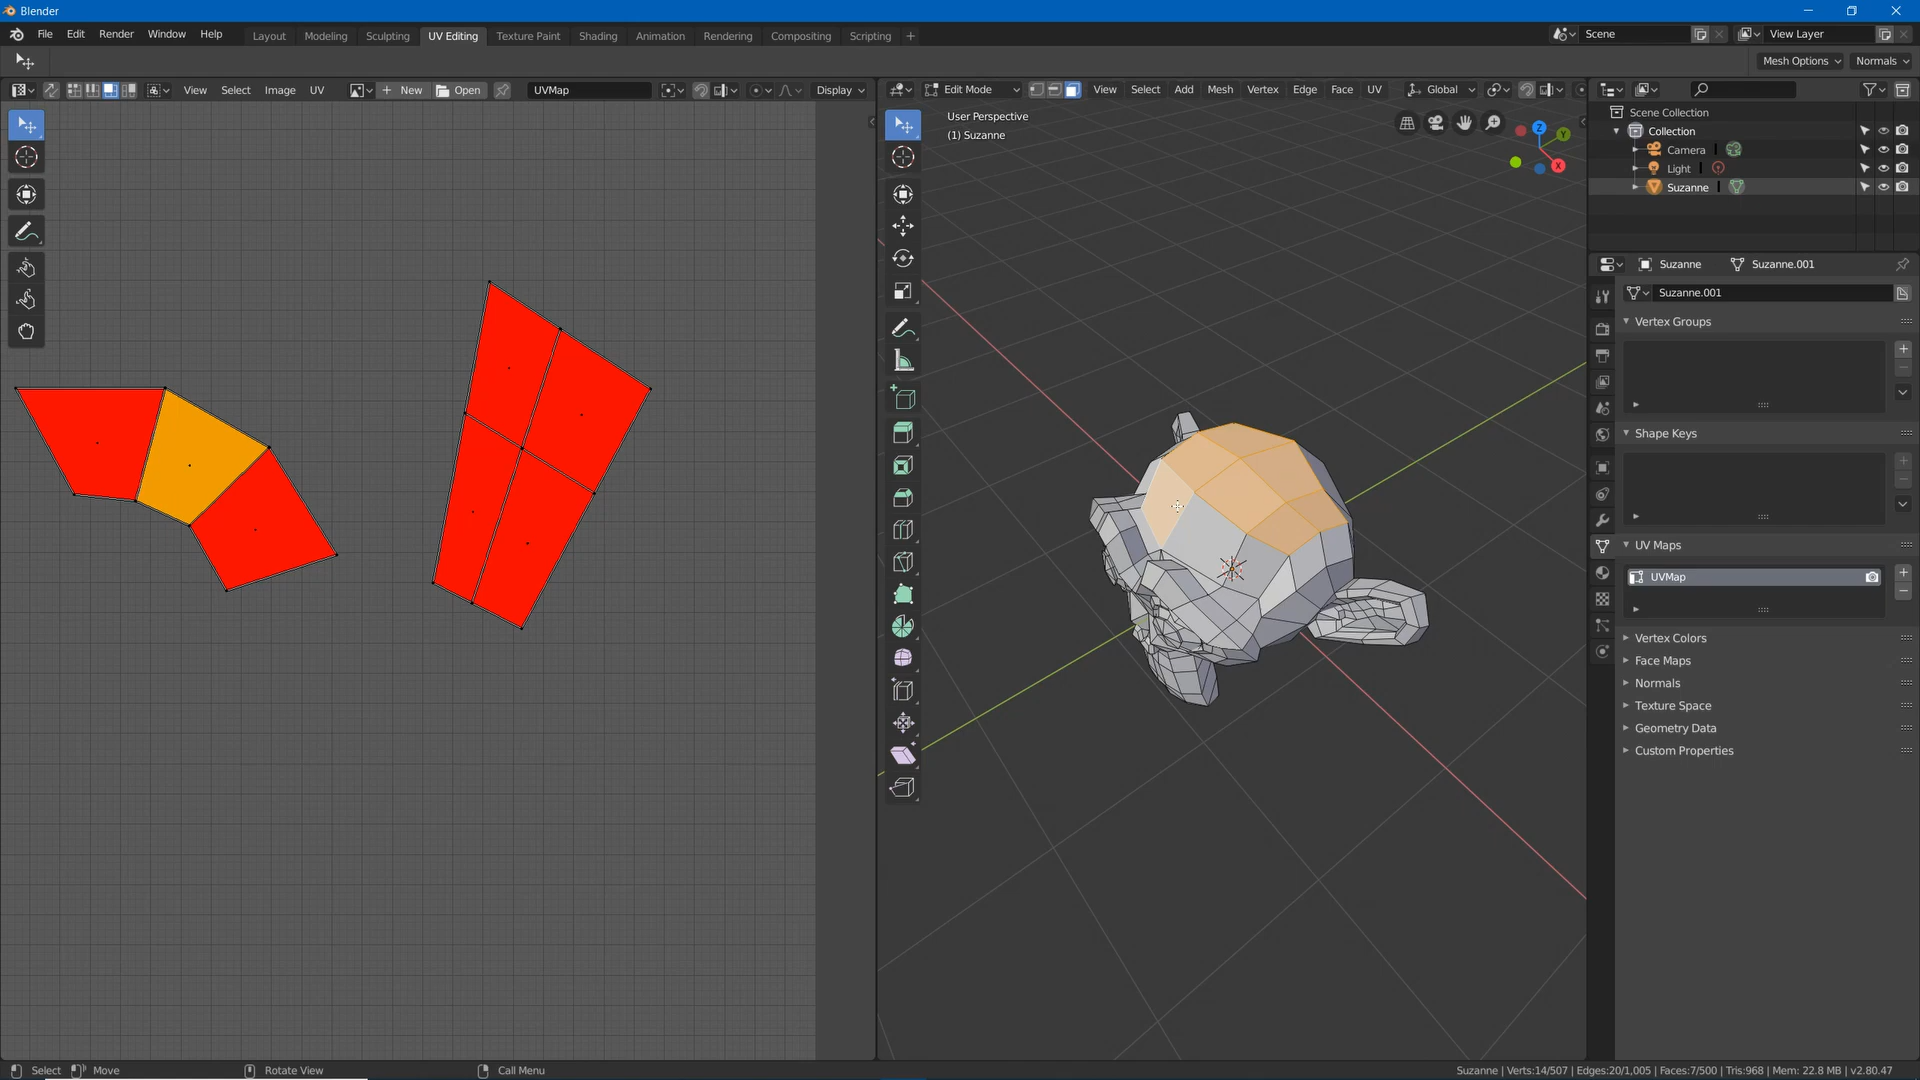 Blender
File Edit Render Window Help
Layout Modeling Sculpting UV Editing Texture Paint Shading Animation Rendering Compositing Scripting
Scene
View Layer
Mesh Options
Normals
View Select Image UV
New
Open
UVMap
Display
Edit Mode
View Select Add Mesh Vertex Edge Face UV
Global
User Perspective
(1) Suzanne
Z
Y
X
Scene Collection
Collection
Camera
Light
Suzanne
Suzanne
Suzanne.001
Suzanne.001
Vertex Groups
Shape Keys
UV Maps
UVMap
Vertex Colors
Face Maps
Normals
Texture Space
Geometry Data
Custom Properties
Select
Move
Rotate View
Call Menu
Suzanne | Verts:14/507 | Edges:20/1,005 | Faces:7/500 | Tris:968 | Mem: 22.8 MB | v2.80.47